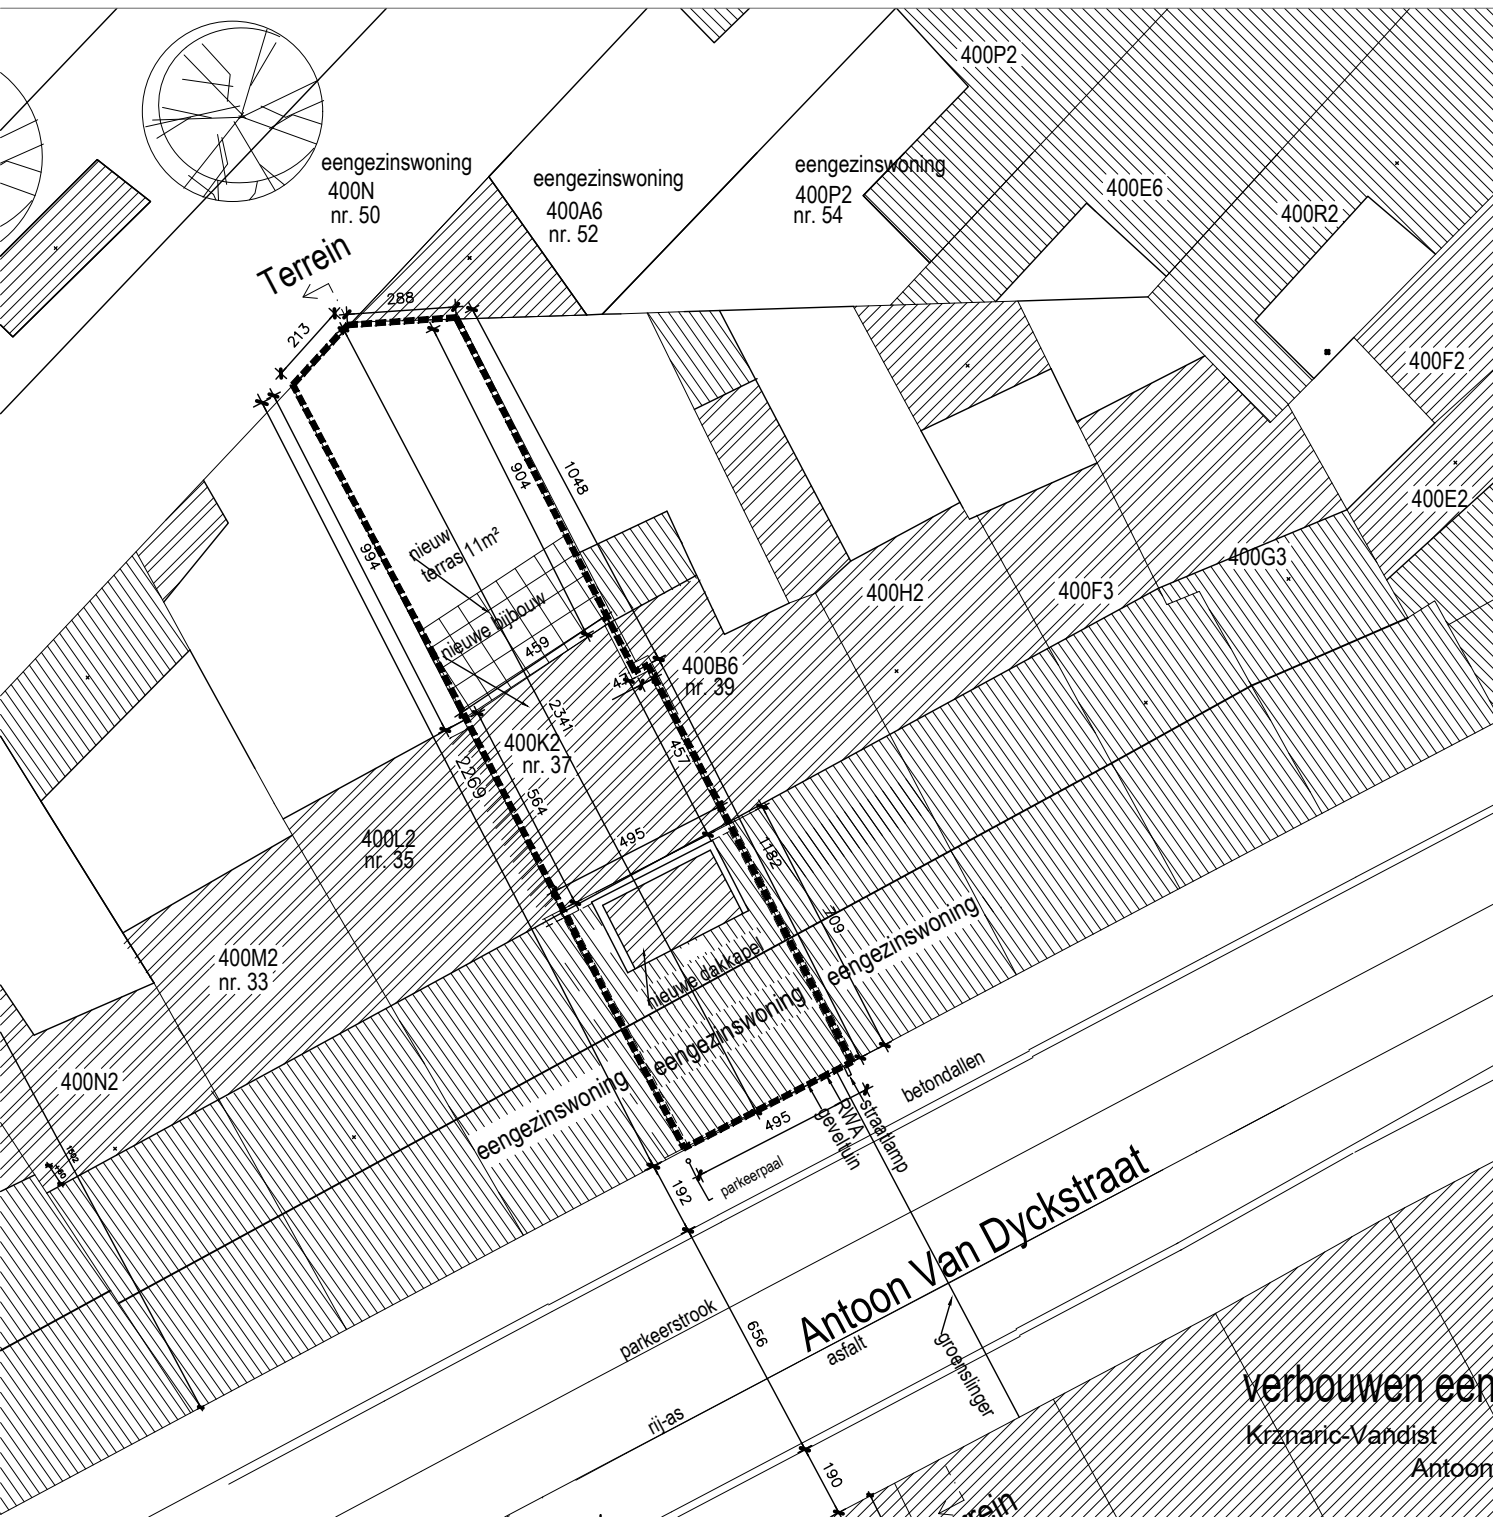 400P2
eengezinswoning
400N
nr. 50
eengezinswoning
400A6
nr. 52
eengezinswoning
400P2
nr. 54
400E6
400R2
Terrein
288
213
400F2
904
1048
400E2
994
nieuw
terras 11m²
nieuwe bijbouw
459
400H2
400F3
400G3
400B6
nr. 39
2341
400K2
nr. 37
457
2269
564
400L2
nr. 35
495
1182
709
400M2
nr. 33
nieuwe dakkapel
eengezinswoning
eengezinswoning
eengezinswoning
400N2
betondallen
495
RWA
straatlamp
geveltuin
parkeerpaal
192
Antoon Van Dyckstraat
parkeerstrook
656
asfalt
groenslinger
rij-as
190
verbouwen een
Krznaric-Vandist
Antoon